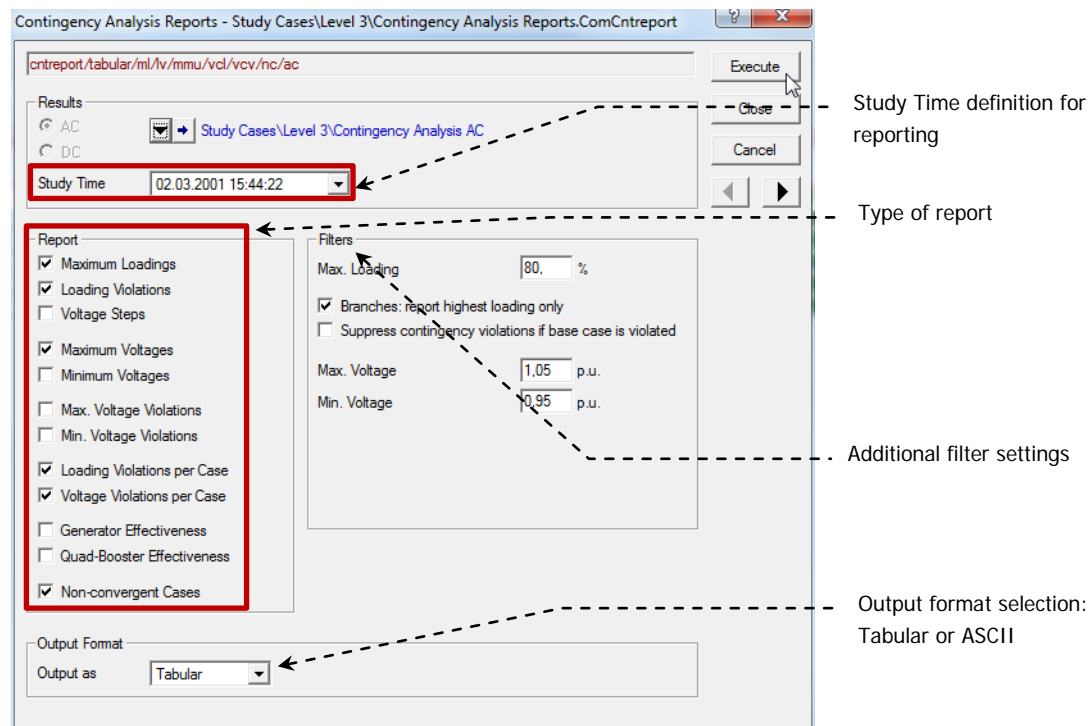 Contingency Analysis Reports - Study Cases\Level 3\Contingency Analysis Reports.ComCntreport
cntreport/tabular/ml/lv/mmu/vcl/vcv/nc/ac
Execute
Close
Cancel
Results
AC
DC
Study Cases\Level 3\Contingency Analysis AC
Study Time 02.03.2001 15:44:22
Study Time definition for
reporting
Type of report
Report
Maximum Loadings
Loading Violations
Voltage Steps
Maximum Voltages
Minimum Voltages
Max. Voltage Violations
Min. Voltage Violations
Loading Violations per Case
Voltage Violations per Case
Generator Effectiveness
Quad-Booster Effectiveness
Non-convergent Cases
Filters
Max. Loading 80, %
Branches: report highest loading only
Suppress contingency violations if base case is violated
Max. Voltage 1,05 p.u.
Min. Voltage 0,95 p.u.
Additional filter settings
Output format selection:
Tabular or ASCII
Output Format
Output as Tabular